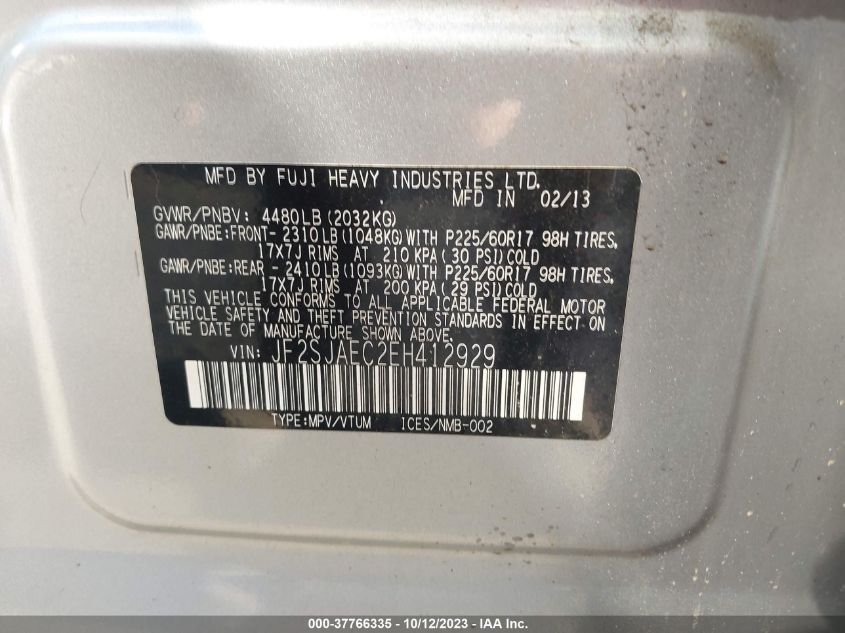 MFD BY FUJI HEAVY INDUSTRIES LTD.
MFD IN 02/13
GVWR/PNBV: 4480LB (2032KG)
GAWR/PNBE:FRONT- 2310LB (1048KG) WITH P225/60R17 98H TIRES,
17X7J RIMS AT 210 KPA (30 PSI) COLD
GAWR/PNBE:REAR - 2410LB (1093KG) WITH P225/60R17 98H TIRES,
17X7J RIMS AT 200 KPA (29 PSI) COLD
THIS VEHICLE CONFORMS TO ALL APPLICABLE FEDERAL MOTOR
VEHICLE SAFETY AND THEFT PREVENTION STANDARDS IN EFFECT ON
THE DATE OF MANUFACTURE SHOWN ABOVE.
VIN: JF2SJAEC2EH412929
TYPE:MPV/VTUM ICES/NMB-002
000-37766335 - 10/12/2023 - IAA Inc.